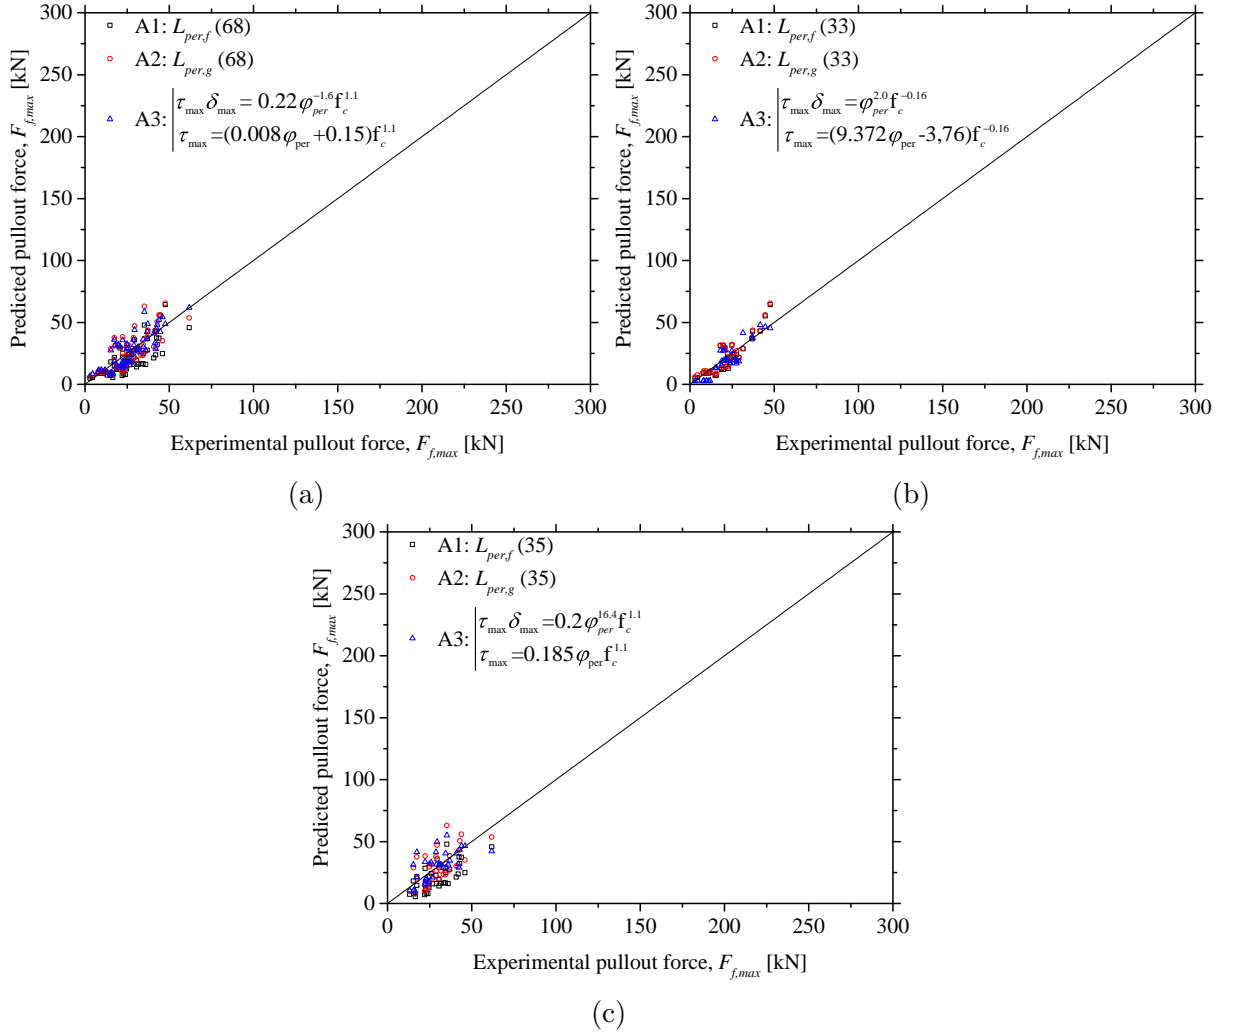 A1: L_per,f (68)
A2: L_per,g (68)
A3: τ_max δ_max = 0.22 φ_per^-1.6 f_c^1.1
τ_max =(0.008φ_per +0.15)f_c^1.1
300
250
200
150
100
50
0
0 50 100 150 200 250 300
Predicted pullout force, F_f,max [kN]
Experimental pullout force, F_f,max [kN]
(a)
A1: L_per,f (33)
A2: L_per,g (33)
A3: τ_max δ_max =φ_per^2.0 f_c^-0.16
τ_max =(9.372φ_per -3,76)f_c^-0.16
300
250
200
150
100
50
0
0 50 100 150 200 250 300
Predicted pullout force, F_f,max [kN]
Experimental pullout force, F_f,max [kN]
(b)
A1: L_per,f (35)
A2: L_per,g (35)
A3: τ_max δ_max =0.2φ_per^16.4 f_c^1.1
τ_max =0.185φ_per f_c^1.1
300
250
200
150
100
50
0
0 50 100 150 200 250 300
Predicted pullout force, F_f,max [kN]
Experimental pullout force, F_f,max [kN]
(c)